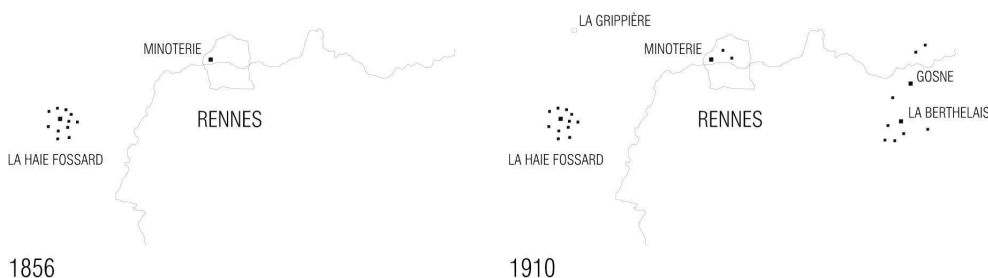 MINOTERIE
RENNES
LA HAIE FOSSARD
1856
LA GRIPPIÈRE
MINOTERIE
GOSNE
LA BERTHELAIS
RENNES
LA HAIE FOSSARD
1910